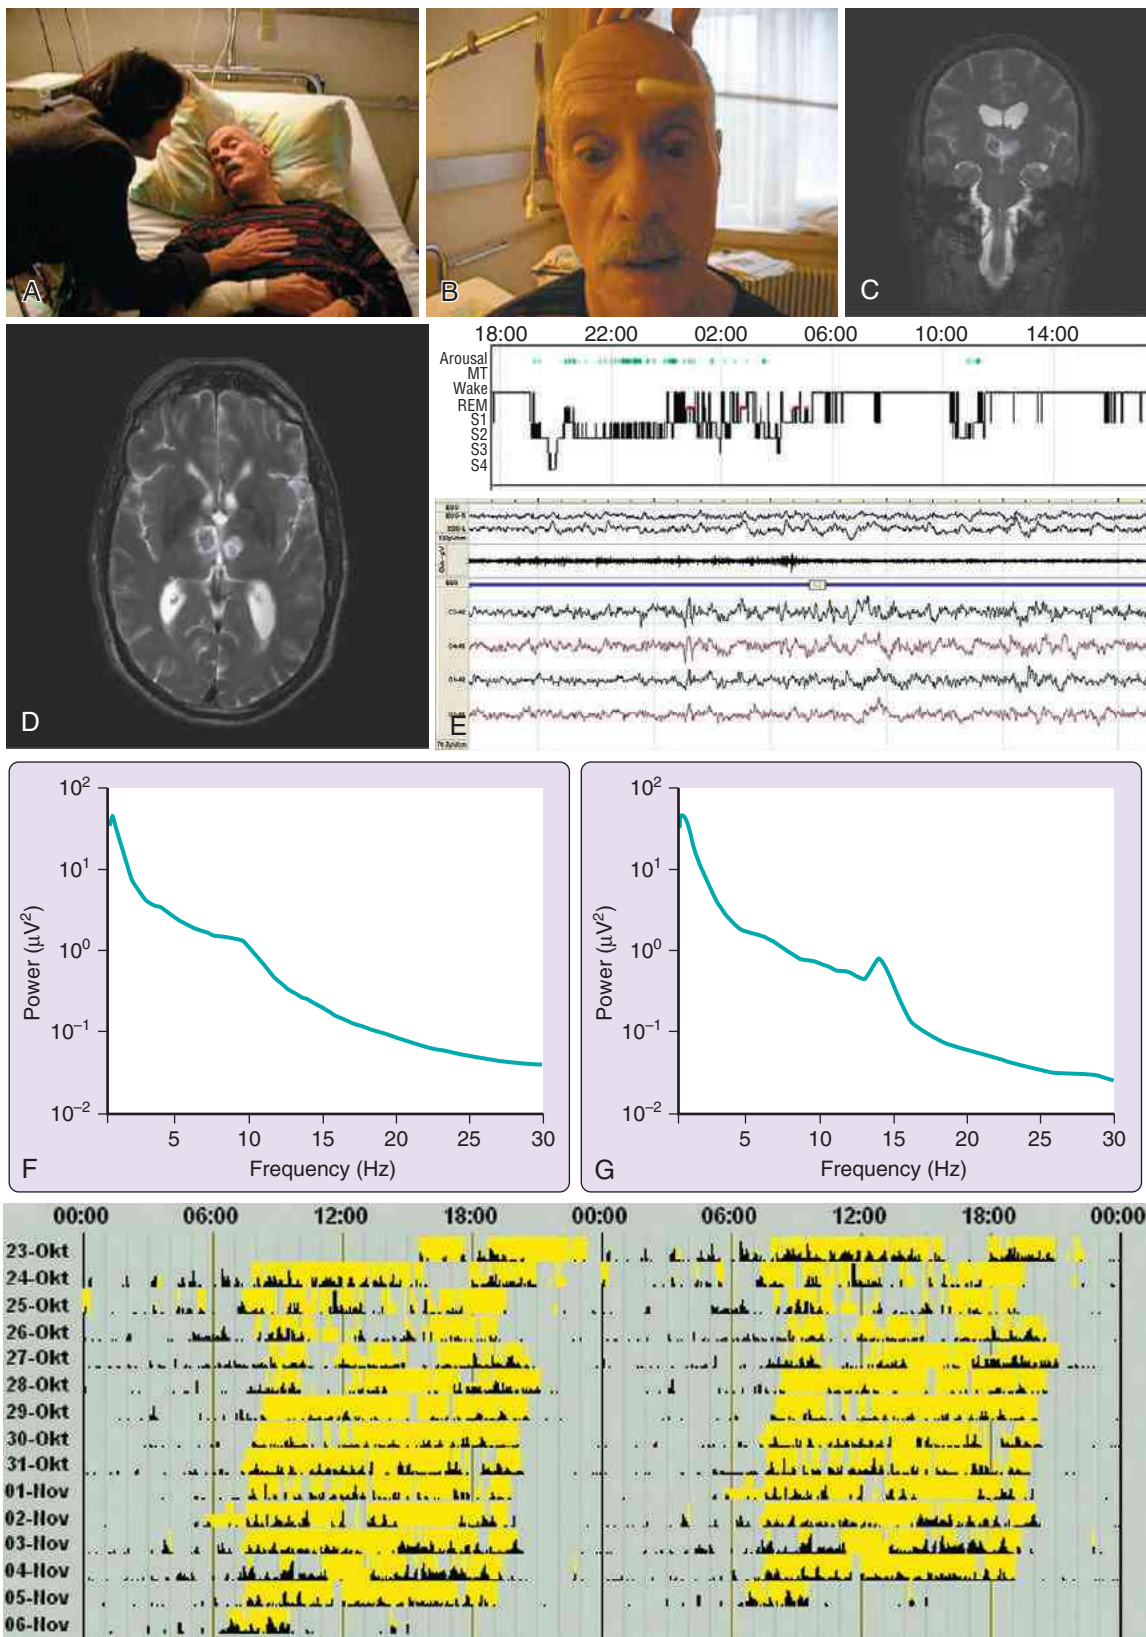 A
B
C
D
18:00 22:00 02:00 06:00 10:00 14:00
Arousal
MT
Wake
REM
S1
S2
S3
S4
E
10²
10¹
10⁰
10⁻¹
10⁻²
Power (μV²)
5 10 15 20 25 30
Frequency (Hz)
F
10²
10¹
10⁰
10⁻¹
10⁻²
Power (μV²)
5 10 15 20 25 30
Frequency (Hz)
G
00:00 06:00 12:00 18:00 00:00 06:00 12:00 18:00 00:00
23-Okt
24-Okt
25-Okt
26-Okt
27-Okt
28-Okt
29-Okt
30-Okt
31-Okt
01-Nov
02-Nov
03-Nov
04-Nov
05-Nov
06-Nov